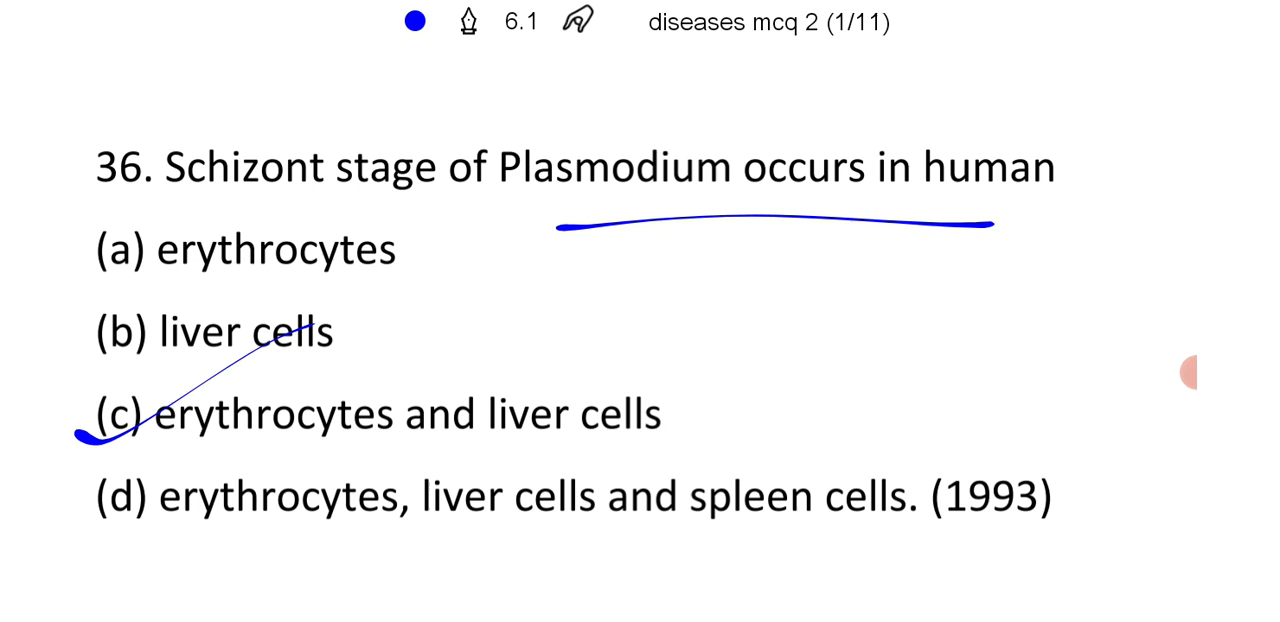 6.1 diseases mcq 2 (1/11)
36. Schizont stage of Plasmodium occurs in human
(a) erythrocytes
(b) liver cells
(c) erythrocytes and liver cells
(d) erythrocytes, liver cells and spleen cells. (1993)